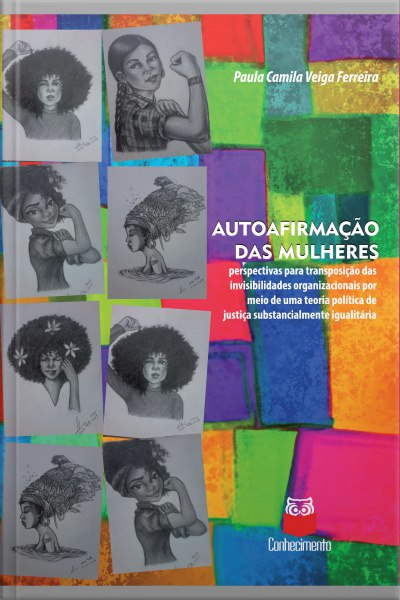 Paula Camila Veiga Ferreira
AUTOAFIRMAÇÃO
DAS MULHERES
perspectivas para transposição das
invisibilidades organizacionais por
meio de uma teoria política de
justiça substancialmente igualitária
Conhecimento